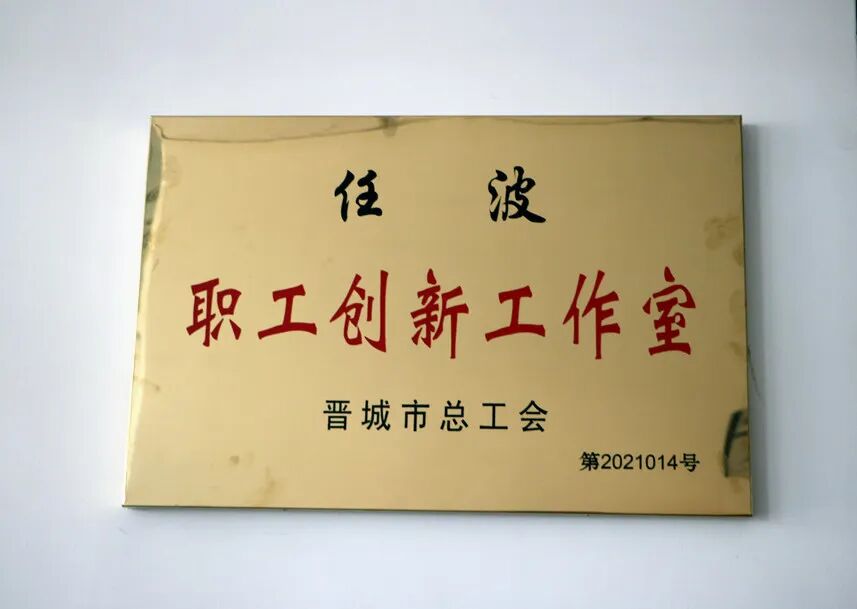 任 波
职工创新工作室
晋城市总工会
第2021014号